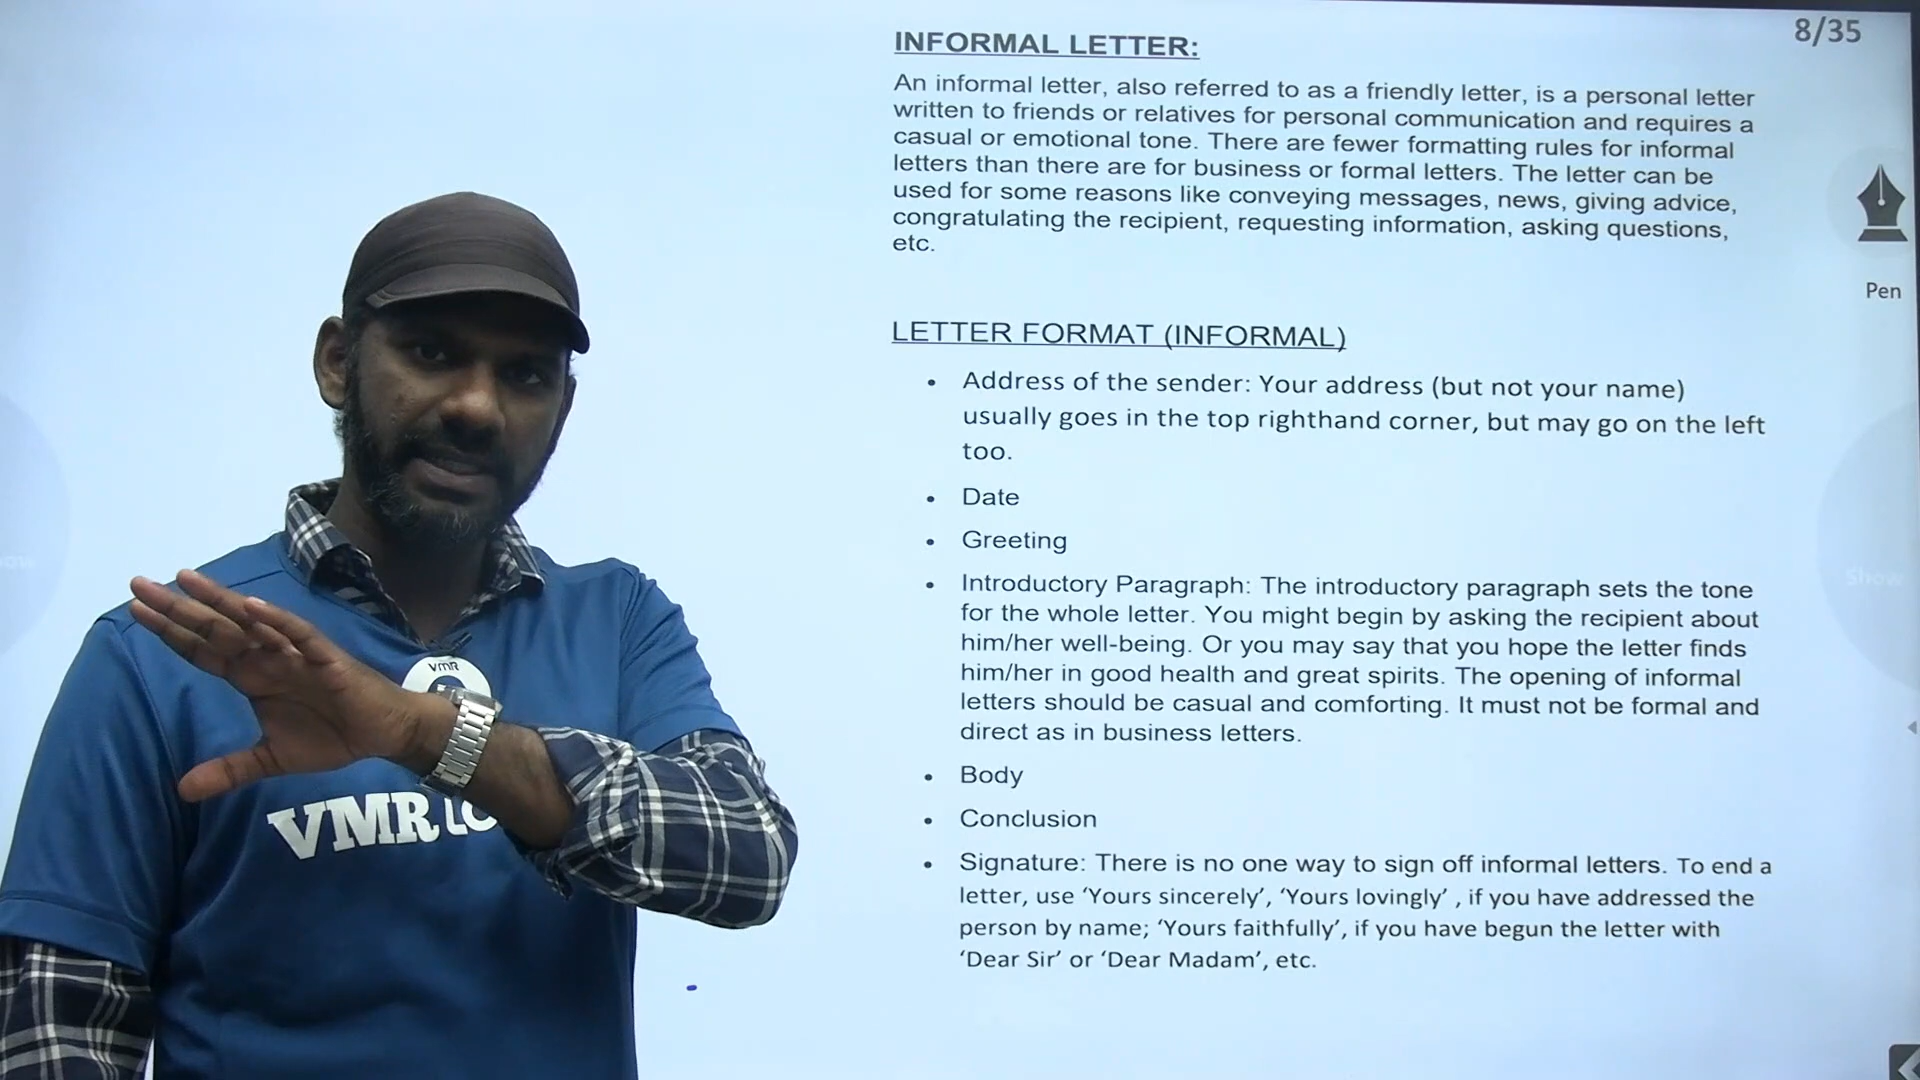 8/35
INFORMAL LETTER:
An informal letter, also referred to as a friendly letter, is a personal letter
written to friends or relatives for personal communication and requires a
casual or emotional tone. There are fewer formatting rules for informal
letters than there are for business or formal letters. The letter can be
used for some reasons like conveying messages, news, giving advice,
congratulating the recipient, requesting information, asking questions,
etc.
Pen
LETTER FORMAT (INFORMAL)
• Address of the sender: Your address (but not your name)
usually goes in the top righthand corner, but may go on the left
too.
• Date
• Greeting
• Introductory Paragraph: The introductory paragraph sets the tone
for the whole letter. You might begin by asking the recipient about
him/her well-being. Or you may say that you hope the letter finds
him/her in good health and great spirits. The opening of informal
letters should be casual and comforting. It must not be formal and
direct as in business letters.
• Body
• Conclusion
• Signature: There is no one way to sign off informal letters. To end a
letter, use ‘Yours sincerely’, ‘Yours lovingly’ , if you have addressed the
person by name; ‘Yours faithfully’, if you have begun the letter with
‘Dear Sir’ or ‘Dear Madam’, etc.
Show
VMR
VMR